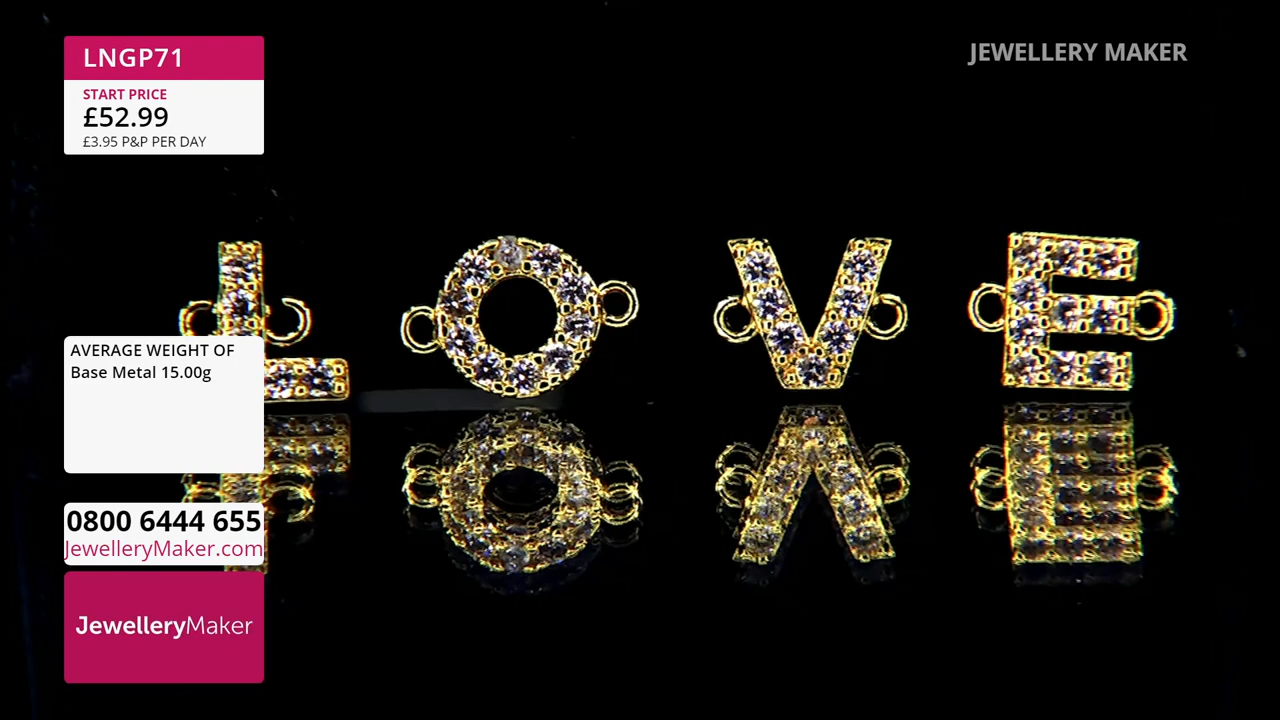 LNGP71
START PRICE
£52.99
£3.95 P&P PER DAY
JEWELLERY MAKER
L O V E
AVERAGE WEIGHT OF
Base Metal 15.00g
0800 6444 655
JewelleryMaker.com
JewelleryMaker